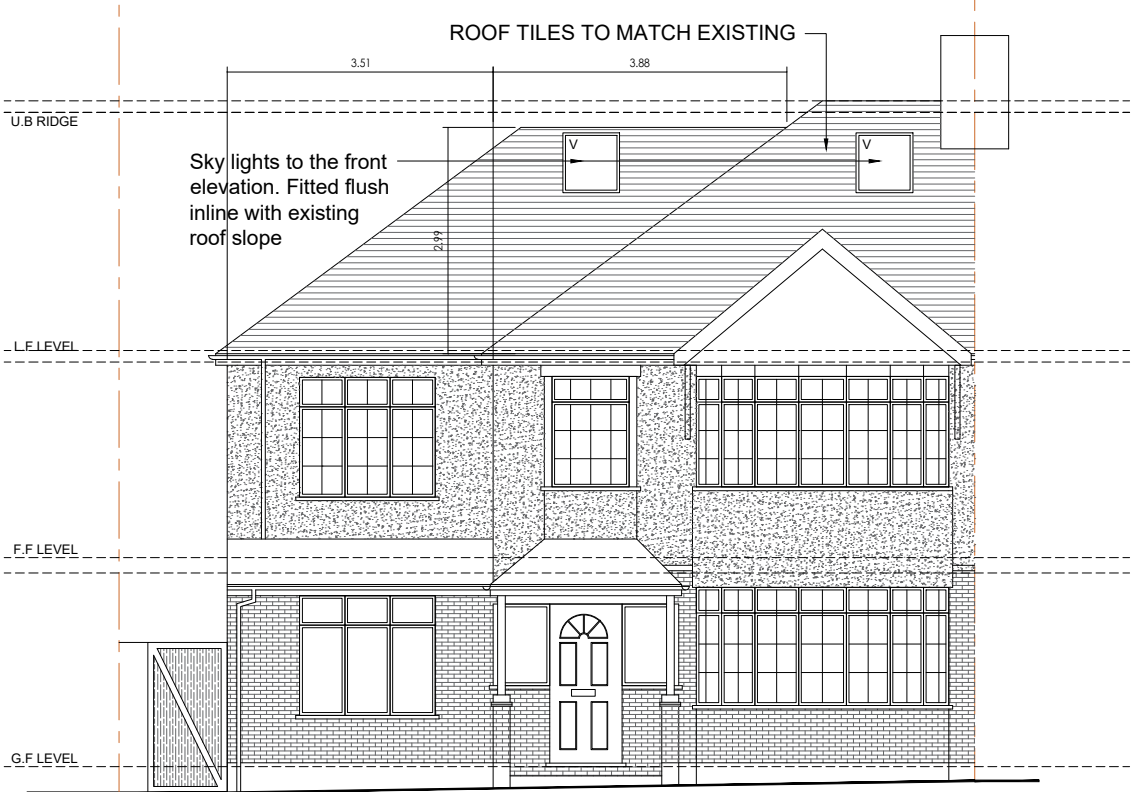 ROOF TILES TO MATCH EXISTING
3.51
3.88
U.B RIDGE
V
V
Sky lights to the front
elevation. Fitted flush
inline with existing
roof slope
2.99
L.F LEVEL
F.F LEVEL
G.F LEVEL